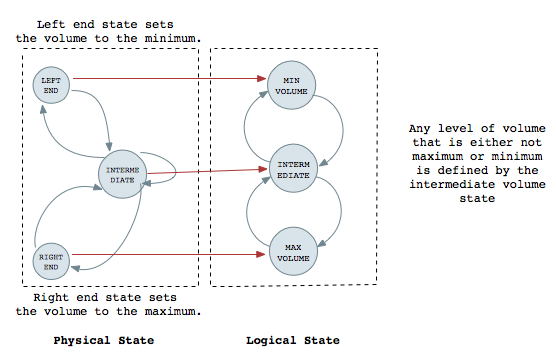 Left end state sets
the volume to the minimum.
LEFT
END
INTERME
DIATE
RIGHT
END
MIN
VOLUME
INTERM
EDIATE
MAX
VOLUME
Any level of volume
that is either not
maximum or minimum
is defined by the
intermediate volume
state
Right end state sets
the volume to the maximum.
Physical State
Logical State